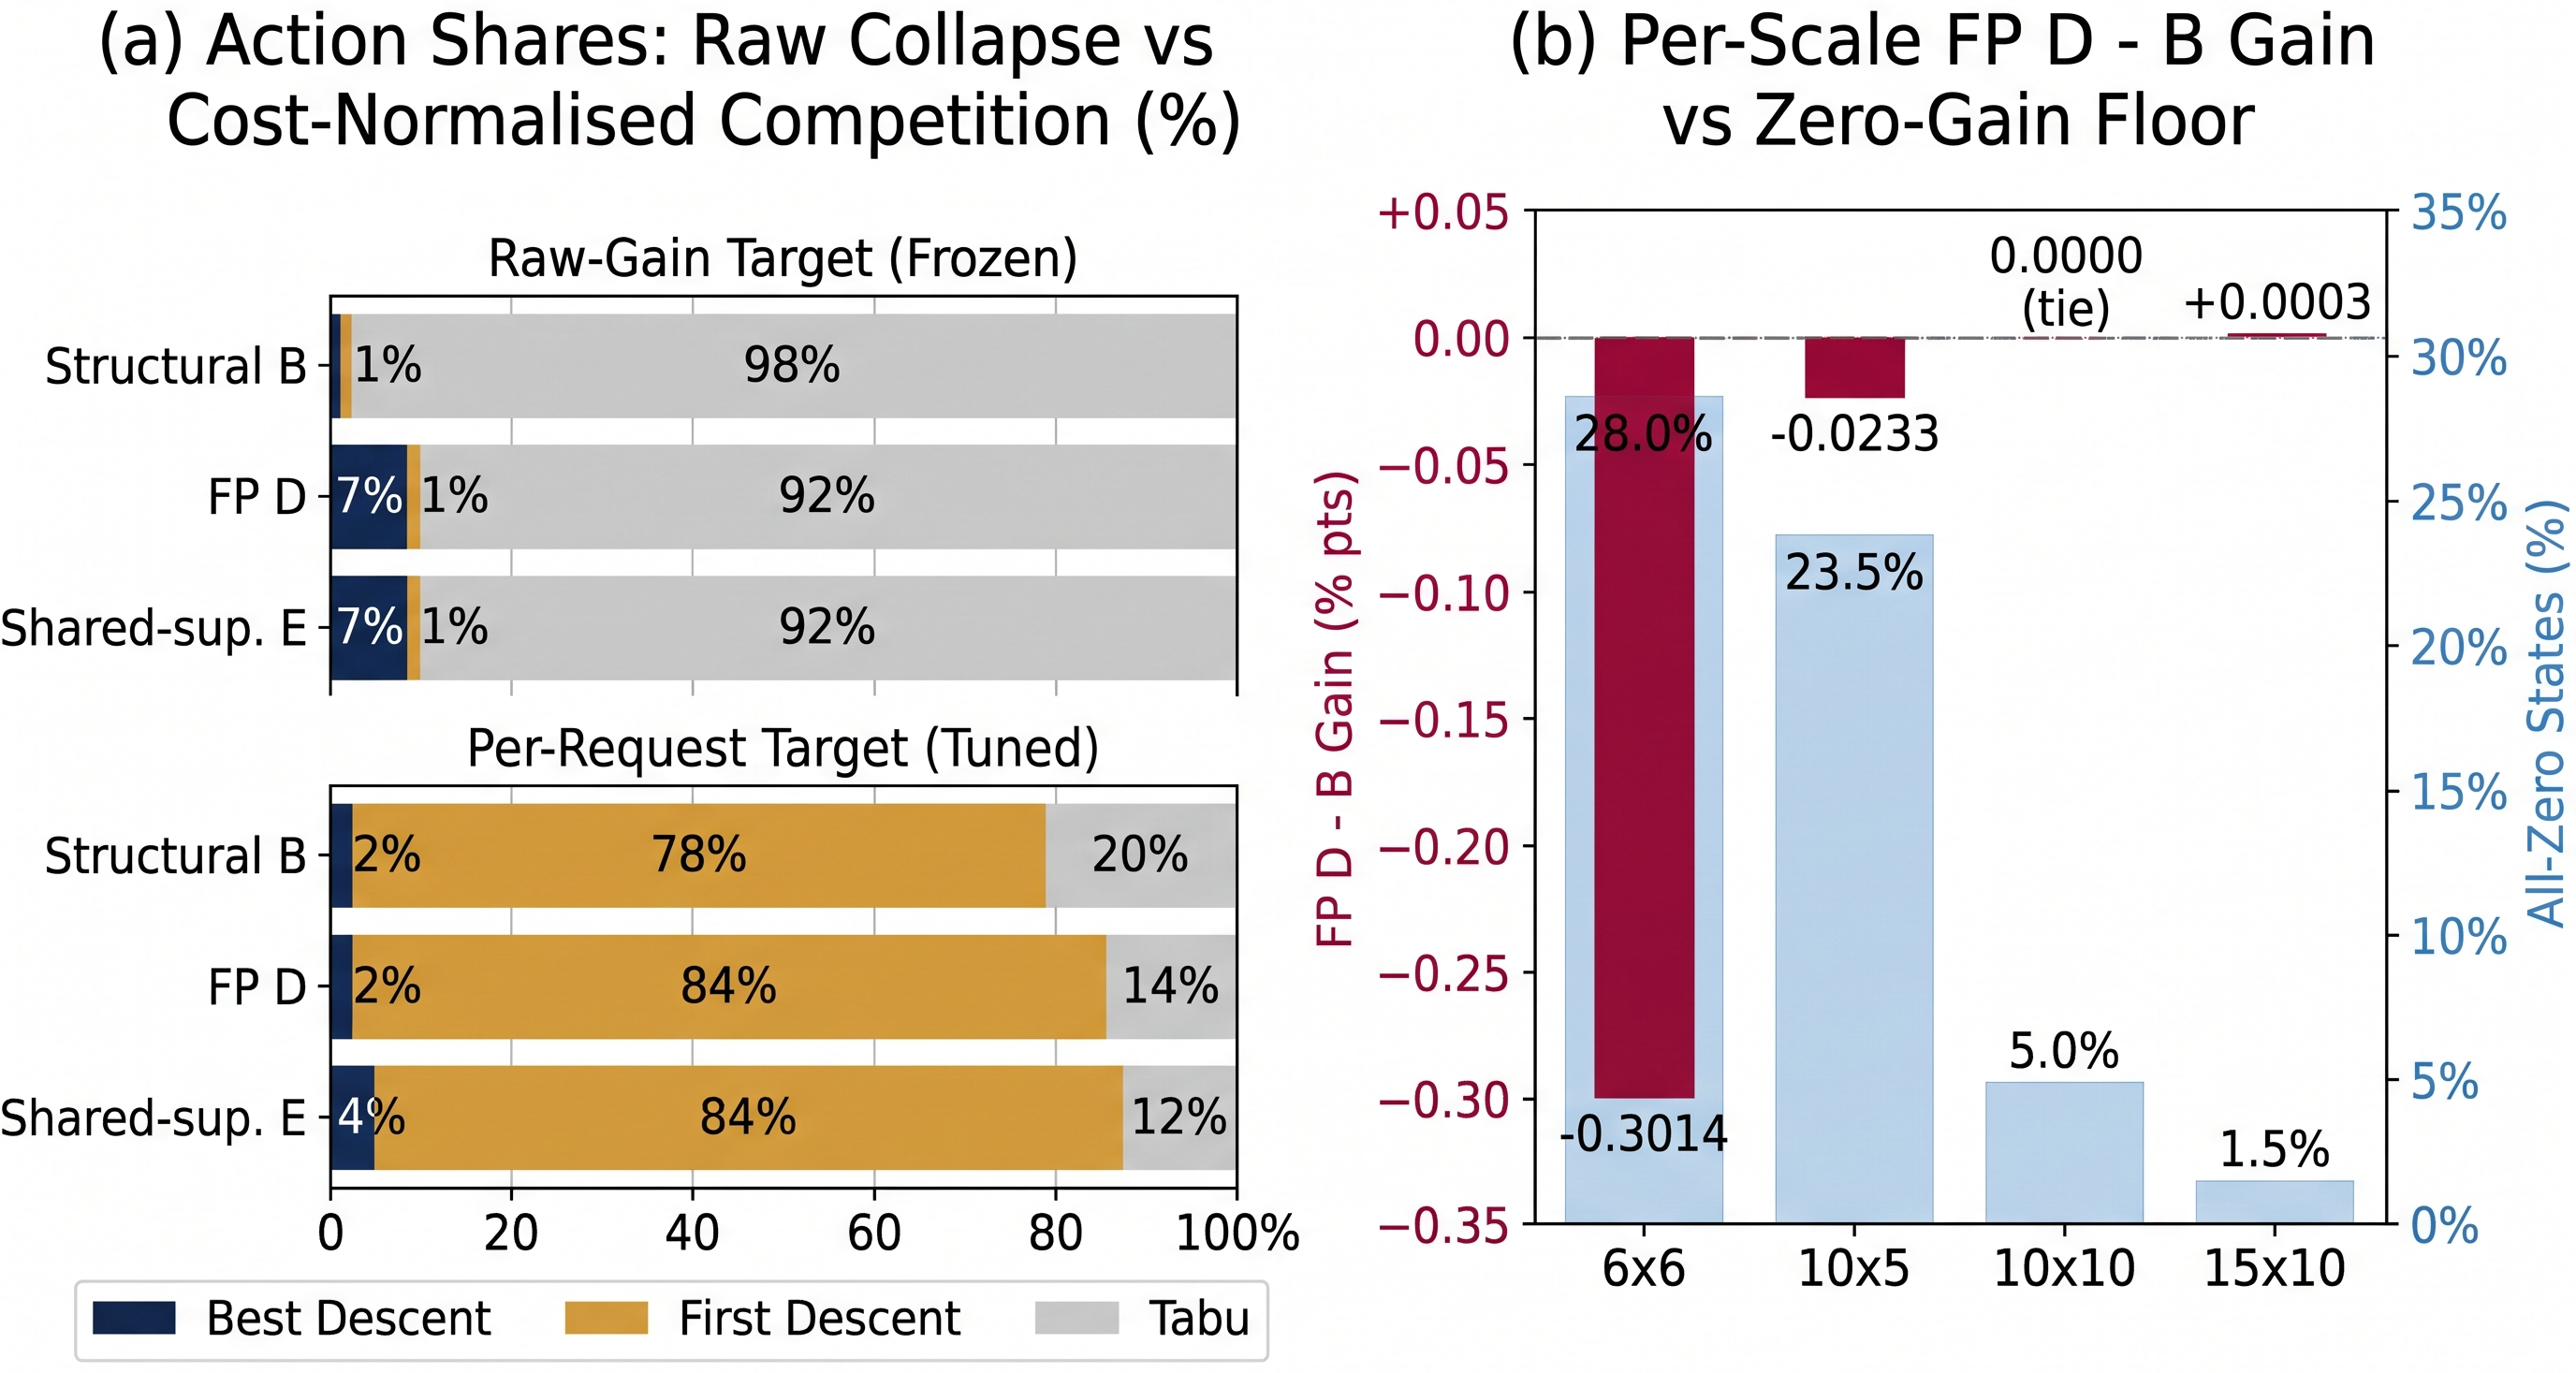 (a) Action Shares: Raw Collapse vs
Cost-Normalised Competition (%)
Raw-Gain Target (Frozen)
Structural B 1% 98%
FP D 7% 1% 92%
Shared-sup. E 7% 1% 92%
Per-Request Target (Tuned)
Structural B 2% 78% 20%
FP D 2% 84% 14%
Shared-sup. E 4% 84% 12%
0 20 40 60 80 100%
Best Descent First Descent Tabu
(b) Per-Scale FP D - B Gain
vs Zero-Gain Floor
FP D - B Gain (% pts)
+0.05
0.00
−0.05
−0.10
−0.15
−0.20
−0.25
−0.30
−0.35
0.0000
(tie)
+0.0003
28.0%
-0.0233
23.5%
-0.3014
5.0%
1.5%
35%
30%
25%
20%
15%
10%
5%
0%
All-Zero States (%)
6x6 10x5 10x10 15x10